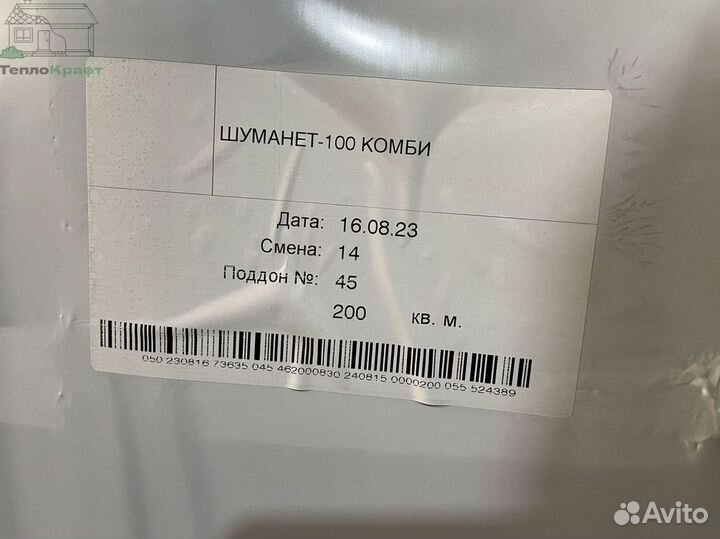 ТеплоКрафт
ШУМАНЕТ-100 КОМБИ
Дата: 16.08.23
Смена: 14
Поддон №: 45
200 кв. м.
050 230816 73635 045 462000830 240815 0000200 055 524389
Avito